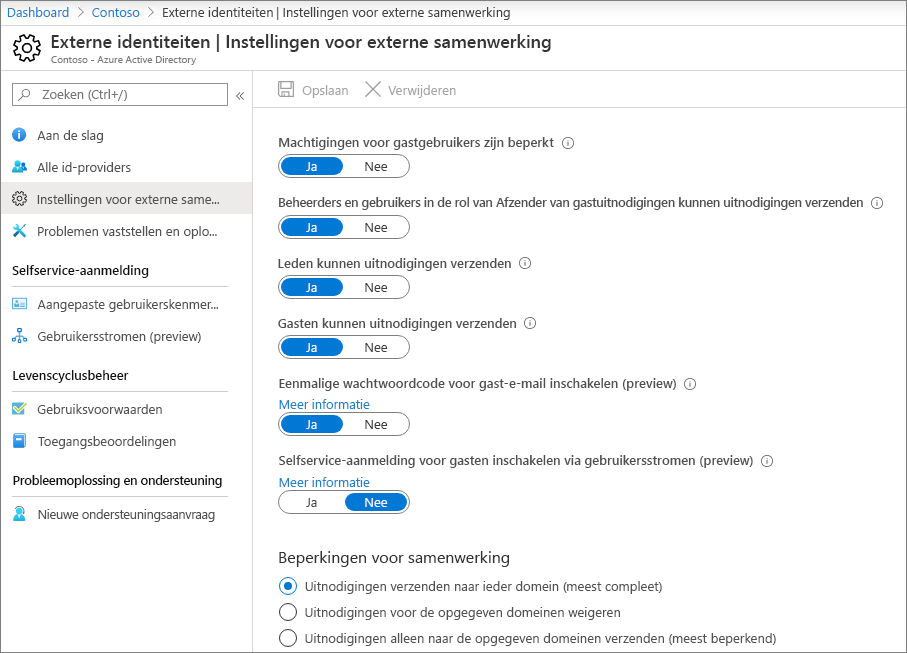 Dashboard > Contoso > Externe identiteiten | Instellingen voor externe samenwerking
Externe identiteiten | Instellingen voor externe samenwerking
Contoso - Azure Active Directory
Zoeken (Ctrl+/)
«
Aan de slag
Alle id-providers
Instellingen voor externe same...
Problemen vaststellen en oplo...
Selfservice-aanmelding
Aangepaste gebruikerskenmer...
Gebruikersstromen (preview)
Levenscyclusbeheer
Gebruiksvoorwaarden
Toegangsbeoordelingen
Probleemoplossing en ondersteuning
Nieuwe ondersteuningsaanvraag
Opslaan Verwijderen
Machtigingen voor gastgebruikers zijn beperkt
Ja Nee
Beheerders en gebruikers in de rol van Afzender van gastuitnodigingen kunnen uitnodigingen verzenden
Ja Nee
Leden kunnen uitnodigingen verzenden
Ja Nee
Gasten kunnen uitnodigingen verzenden
Ja Nee
Eenmalige wachtwoordcode voor gast-e-mail inschakelen (preview)
Meer informatie
Ja Nee
Selfservice-aanmelding voor gasten inschakelen via gebruikersstromen (preview)
Meer informatie
Ja Nee
Beperkingen voor samenwerking
Uitnodigingen verzenden naar ieder domein (meest compleet)
Uitnodigingen voor de opgegeven domeinen weigeren
Uitnodigingen alleen naar de opgegeven domeinen verzenden (meest beperkend)